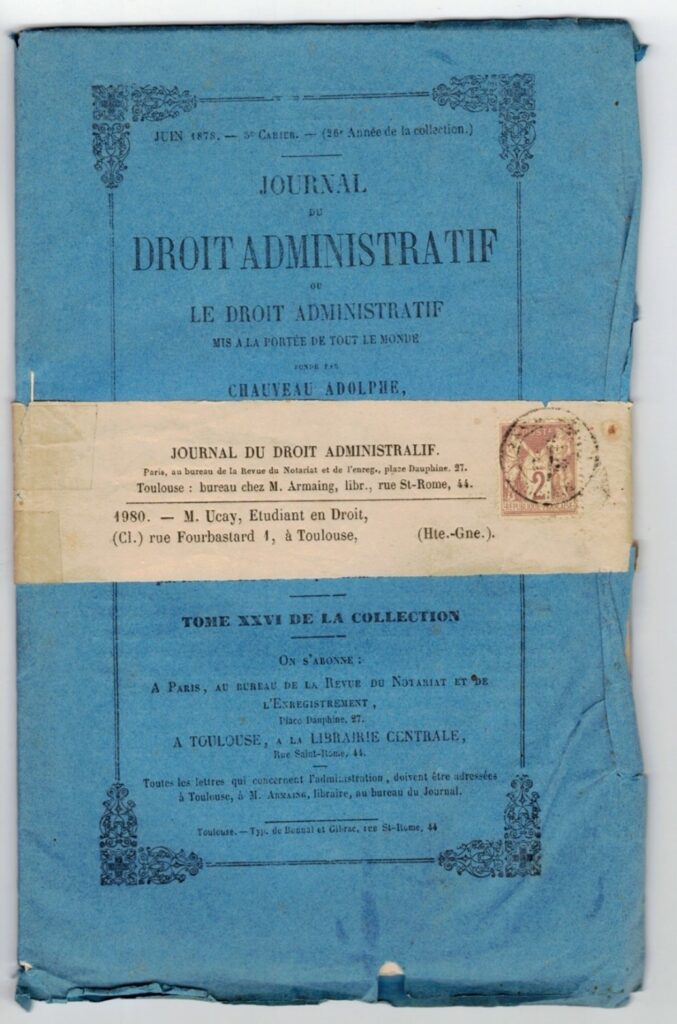 JUIN 1878. — 5e CAHIER. — (26e Année de la collection.)
JOURNAL
DU
DROIT ADMINISTRATIF
OU
LE DROIT ADMINISTRATIF
MIS A LA PORTÉE DE TOUT LE MONDE
FONDÉ PAR
CHAUVEAU ADOLPHE,
JOURNAL DU DROIT ADMINISTRALIF.
Paris, au bureau de la Revue du Notariat et de l'enreg., place Dauphine. 27.
Toulouse : bureau chez M. Armaing, libr., rue St-Rome, 44.
1980. — M. Ucay, Etudiant en Droit,
(Cl.) rue Fourbastard 1, à Toulouse, (Hte.-Gne.).
2
REPUBLIQUE FRANCAISE
TOME XXVI DE LA COLLECTION
ON S'ABONNE :
A PARIS, AU BUREAU DE LA REVUE DU NOTARIAT ET DE
L'ENREGISTREMENT,
Place Dauphine, 27.
A TOULOUSE, A LA LIBRAIRIE CENTRALE,
Rue Saint-Rome, 44.
Toutes les lettres qui concernent l'administration, doivent être adressées
à Toulouse, à M. ARMAING, libraire, au bureau du Journal.
Toulouse. — Typ. de Bonnal et Gibrac, rue St-Rome, 44